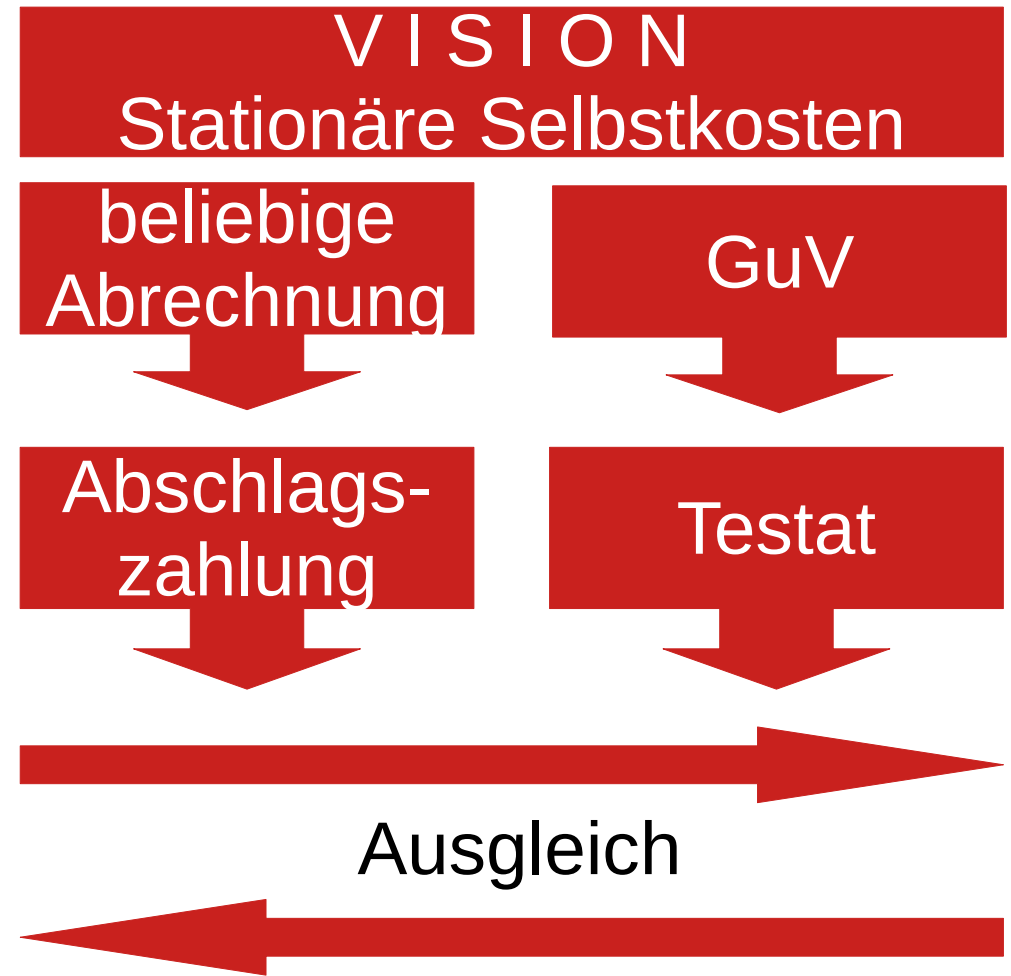 V I S I O N
Stationäre Selbstkosten
beliebige
Abrechnung
GuV
Abschlags-
zahlung
Testat
Ausgleich